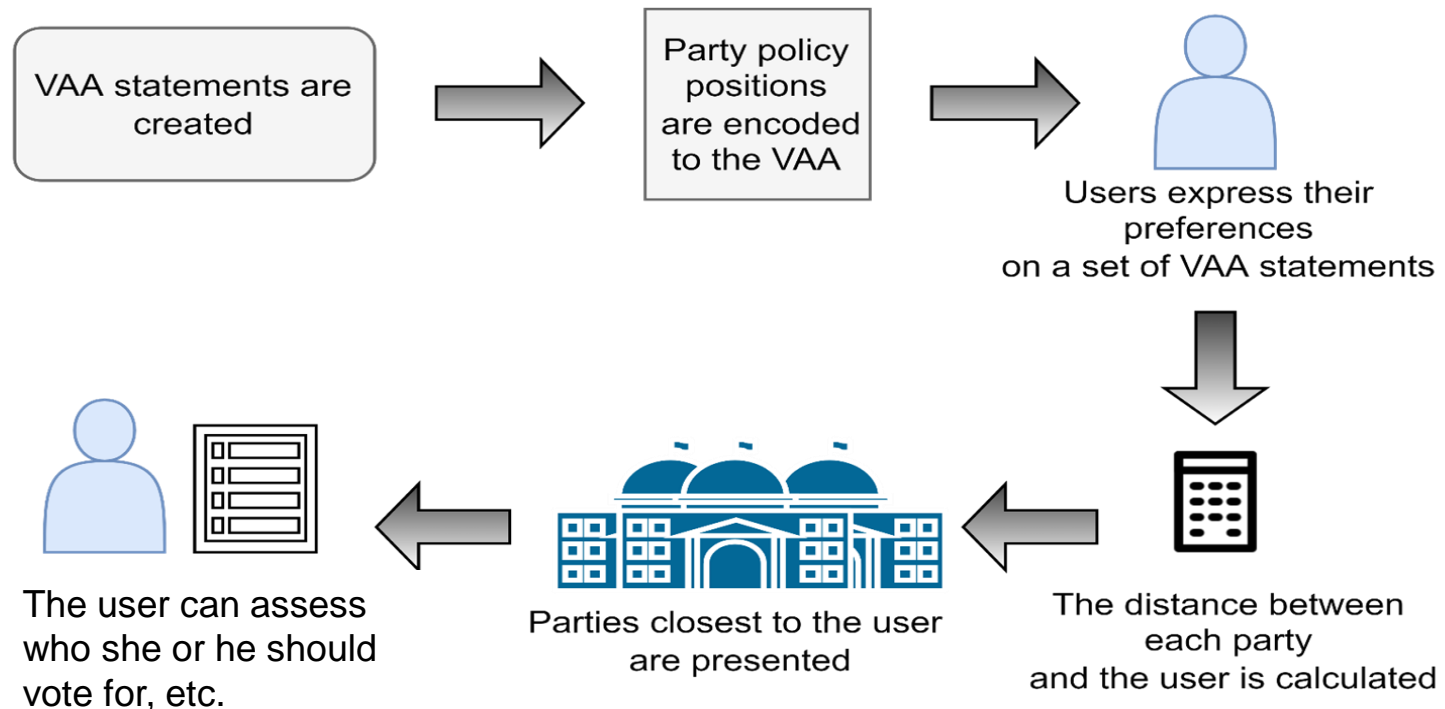 VAA statements are
created
Party policy
positions
are encoded
to the VAA
Users express their
preferences
on a set of VAA statements
The distance between
each party
and the user is calculated
Parties closest to the user
are presented
The user can assess
who she or he should
vote for, etc.